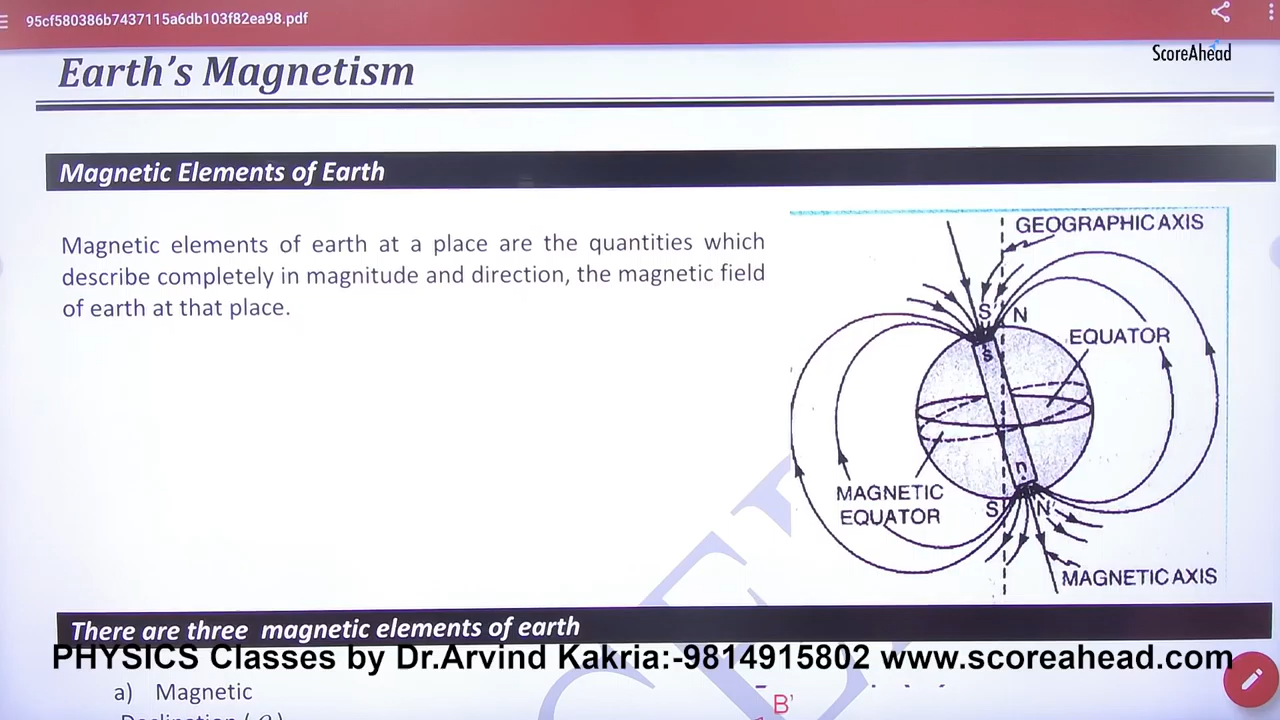 95cf580386b7437115a6db103f82ea98.pdf
ScoreAhead
Earth's Magnetism
Magnetic Elements of Earth
Magnetic elements of earth at a place are the quantities which
describe completely in magnitude and direction, the magnetic field
of earth at that place.
GEOGRAPHIC AXIS
S' N
EQUATOR
s
n
MAGNETIC
EQUATOR
S N'
MAGNETIC AXIS
There are three magnetic elements of earth
PHYSICS Classes by Dr.Arvind Kakria:-9814915802 www.scoreahead.com
a) Magnetic
B'